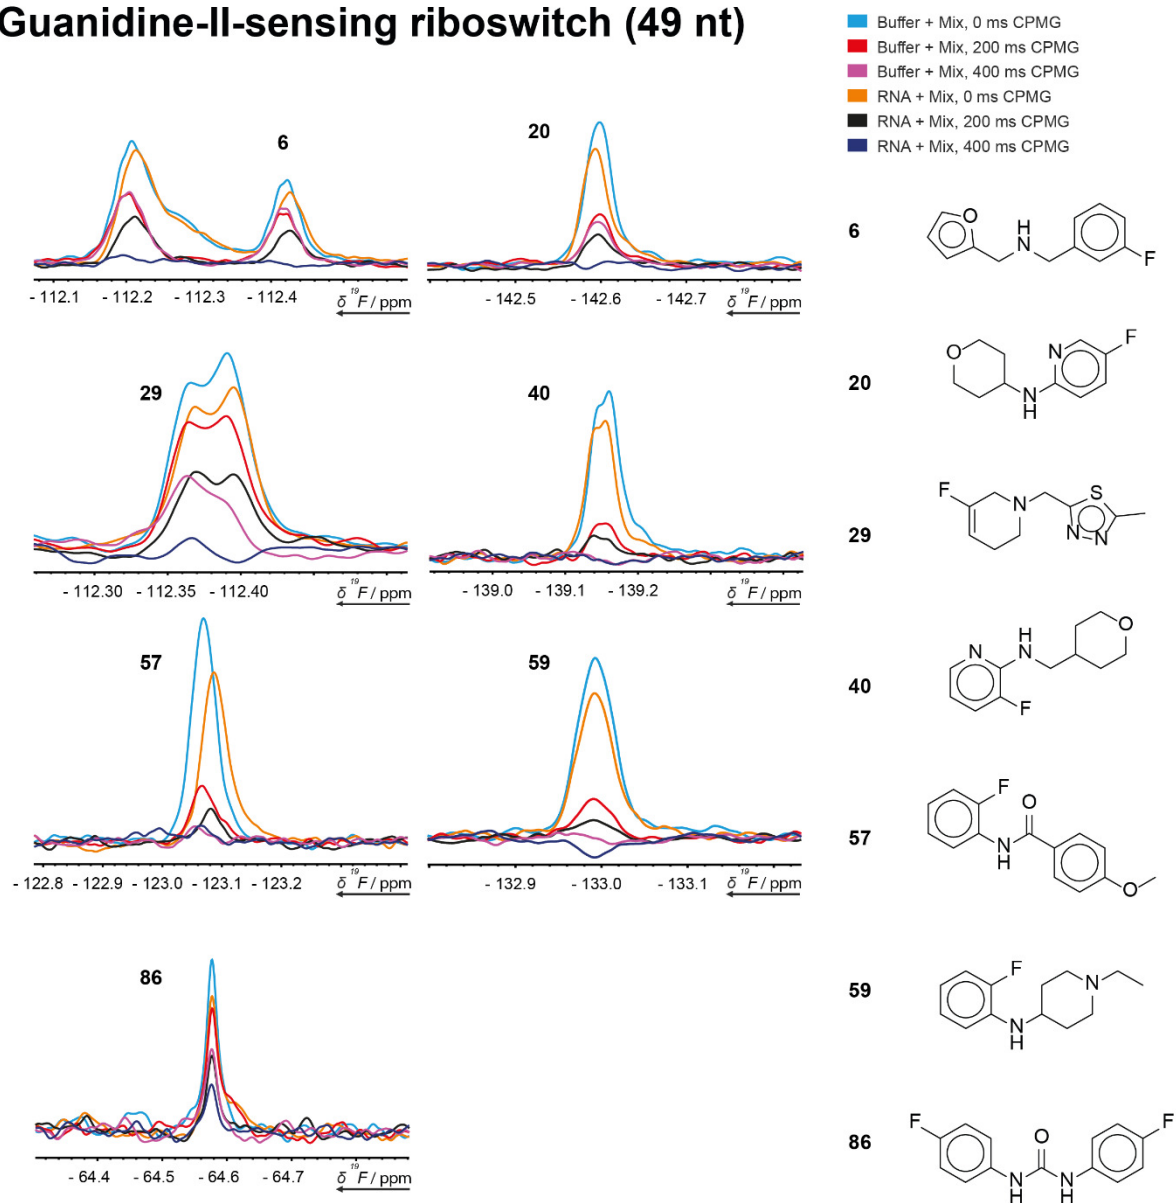 Guanidine-II-sensing riboswitch (49 nt)
Buffer + Mix, 0 ms CPMG
Buffer + Mix, 200 ms CPMG
Buffer + Mix, 400 ms CPMG
RNA + Mix, 0 ms CPMG
RNA + Mix, 200 ms CPMG
RNA + Mix, 400 ms CPMG
6
- 112.1 - 112.2 - 112.3 - 112.4 δ ¹⁹F / ppm
20
- 142.5 - 142.6 - 142.7 δ ¹⁹F / ppm
6
O
H
N
F
20
O
N
H
N
F
29
- 112.30 - 112.35 - 112.40 δ ¹⁹F / ppm
40
- 139.0 - 139.1 - 139.2 δ ¹⁹F / ppm
29
F
N
S
N-N
40
N
H
N
O
F
57
- 122.8 - 122.9 - 123.0 - 123.1 - 123.2 δ ¹⁹F / ppm
59
- 132.9 - 133.0 - 133.1 δ ¹⁹F / ppm
57
F
O
N
H
O
59
F
N
N
H
86
- 64.4 - 64.5 - 64.6 - 64.7 δ ¹⁹F / ppm
86
F
O
F
N
H
N
H